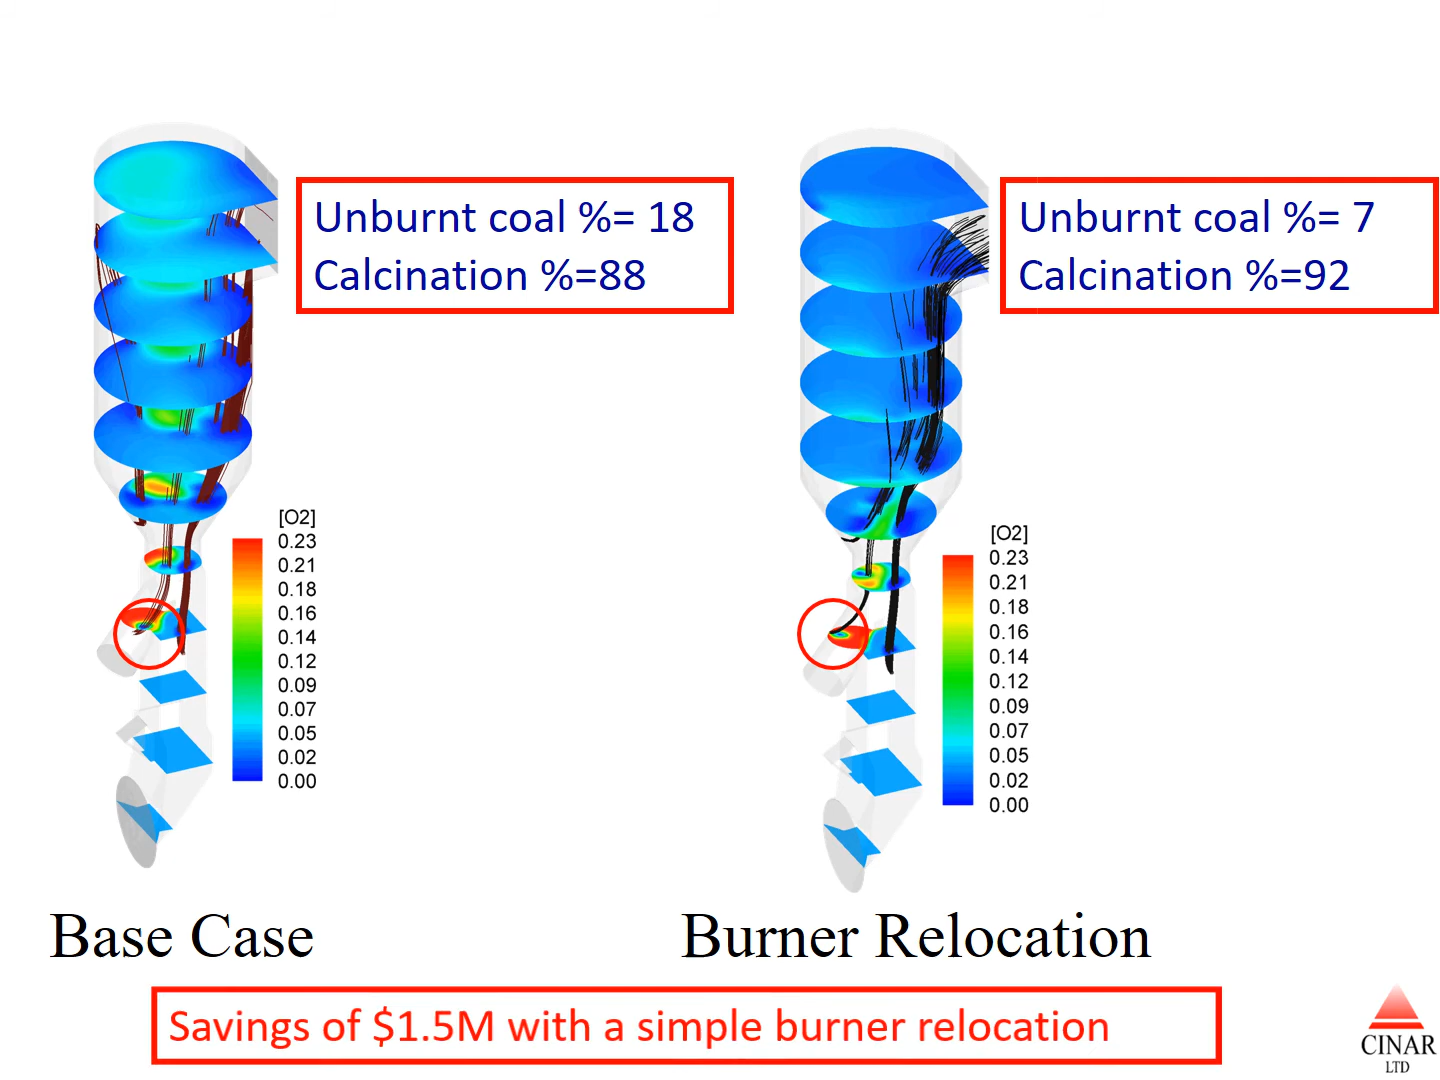 Unburnt coal %= 18
Calcination %=88
Unburnt coal %= 7
Calcination %=92
[O2]
0.23
0.21
0.18
0.16
0.14
0.12
0.09
0.07
0.05
0.02
0.00
[O2]
0.23
0.21
0.18
0.16
0.14
0.12
0.09
0.07
0.05
0.02
0.00
Base Case
Burner Relocation
Savings of $1.5M with a simple burner relocation
CINAR
LTD